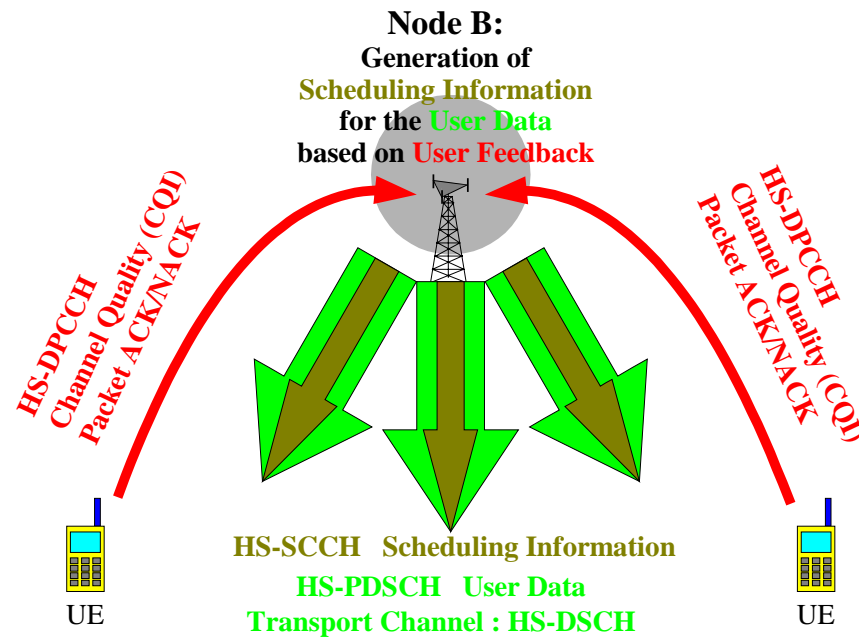 Node B:
Generation of
Scheduling Information
for the User Data
based on User Feedback
HS-DPCCH
Channel Quality (CQI)
Packet ACK/NACK
HS-DPCCH
Channel Quality (CQI)
Packet ACK/NACK
HS-SCCH Scheduling Information
HS-PDSCH User Data
Transport Channel : HS-DSCH
UE
UE